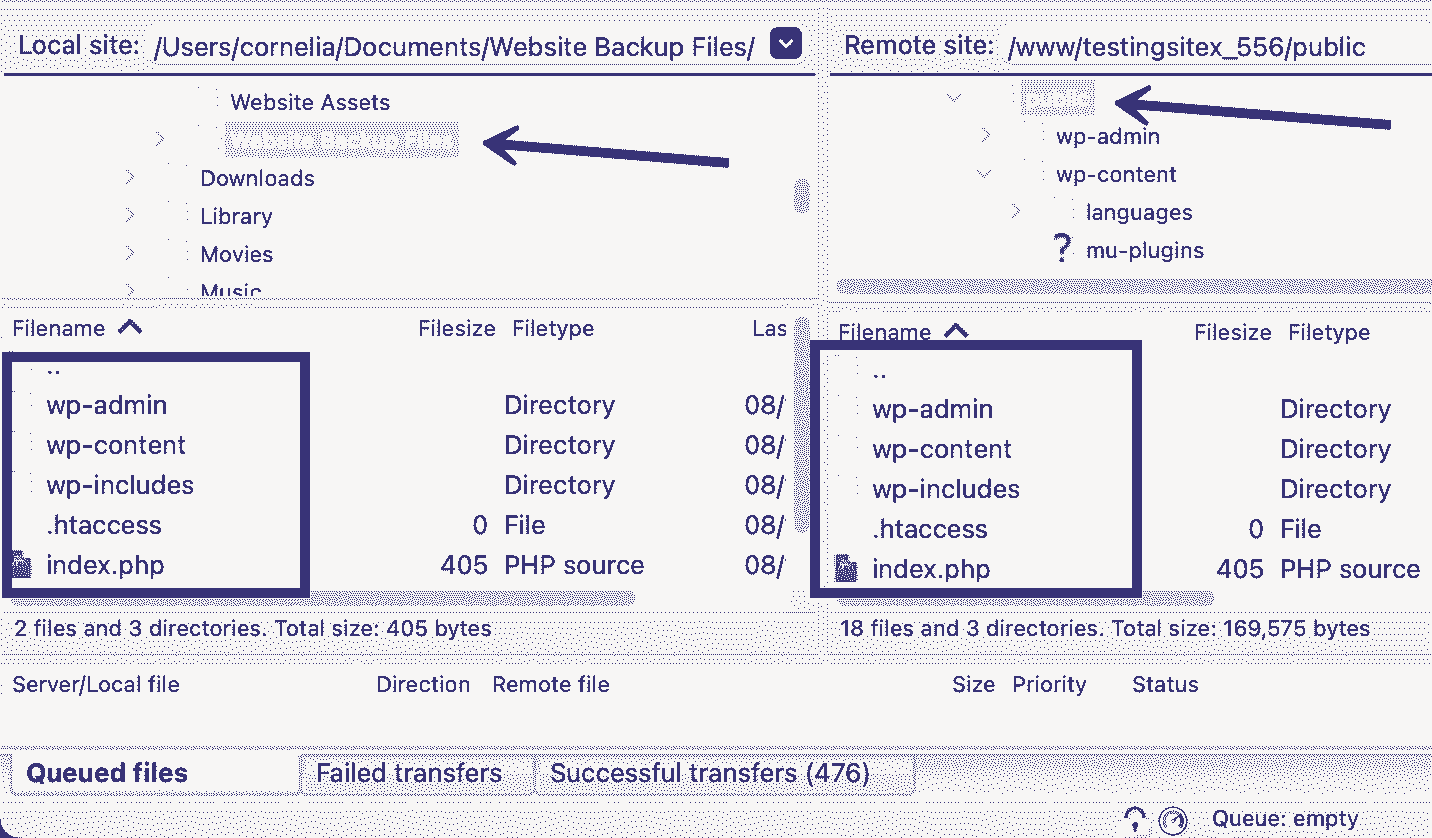 Local site: /Users/cornelia/Documents/Website Backup Files/
Website Assets
Website Backup Files
Downloads
Library
Movies
Music
Filename Filesize Filetype Las
..
wp-admin Directory 08/
wp-content Directory 08/
wp-includes Directory 08/
.htaccess 0 File 08/
index.php 405 PHP source 08/
2 files and 3 directories. Total size: 405 bytes
Remote site: /www/testingsitex_556/public
public
wp-admin
wp-content
languages
? mu-plugins
Filename Filesize Filetype
..
wp-admin Directory
wp-content Directory
wp-includes Directory
.htaccess 0 File
index.php 405 PHP source
18 files and 3 directories. Total size: 169,575 bytes
Server/Local file Direction Remote file Size Priority Status
Queued files Failed transfers Successful transfers (476)
Queue: empty